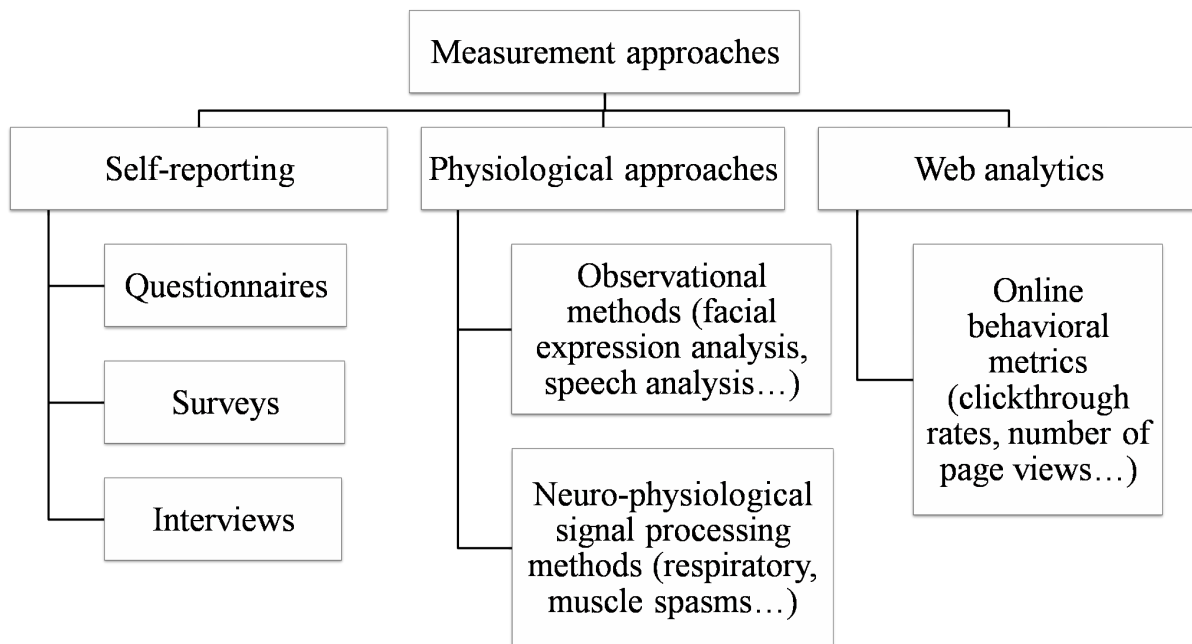 Measurement approaches
Self-reporting
Questionnaires
Surveys
Interviews
Physiological approaches
Observational
methods (facial
expression analysis,
speech analysis…)
Neuro-physiological
signal processing
methods (respiratory,
muscle spasms…)
Web analytics
Online
behavioral
metrics
(clickthrough
rates, number of
page views…)